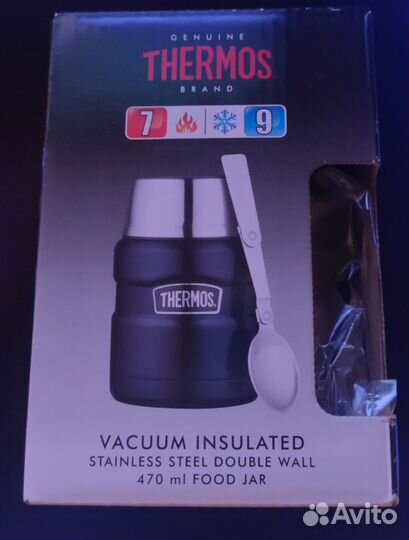 GENUINE
THERMOS
BRAND
7 9
THERMOS.
VACUUM INSULATED
STAINLESS STEEL DOUBLE WALL
470 ml FOOD JAR
Avito